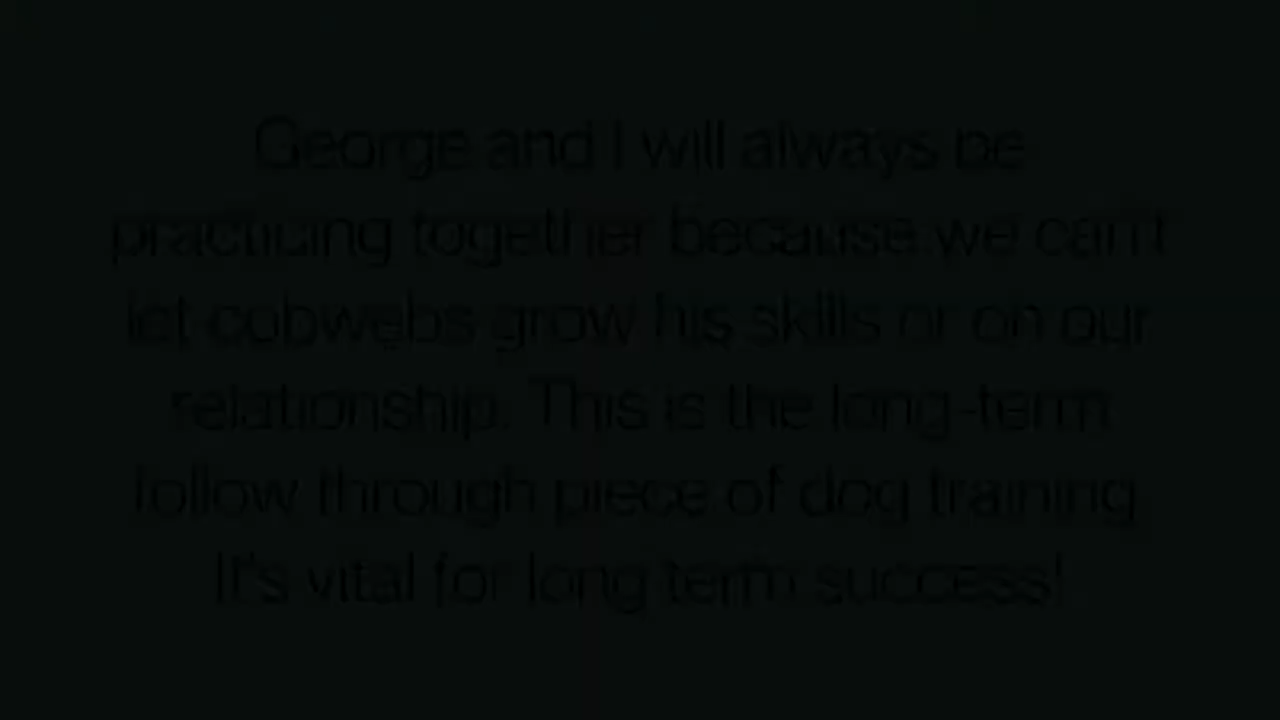 George and I will always be
practicing together because we can't
let cobwebs grow his skills or on our
relationship. This is the long-term
follow through piece of dog training
It's vital for long term success!